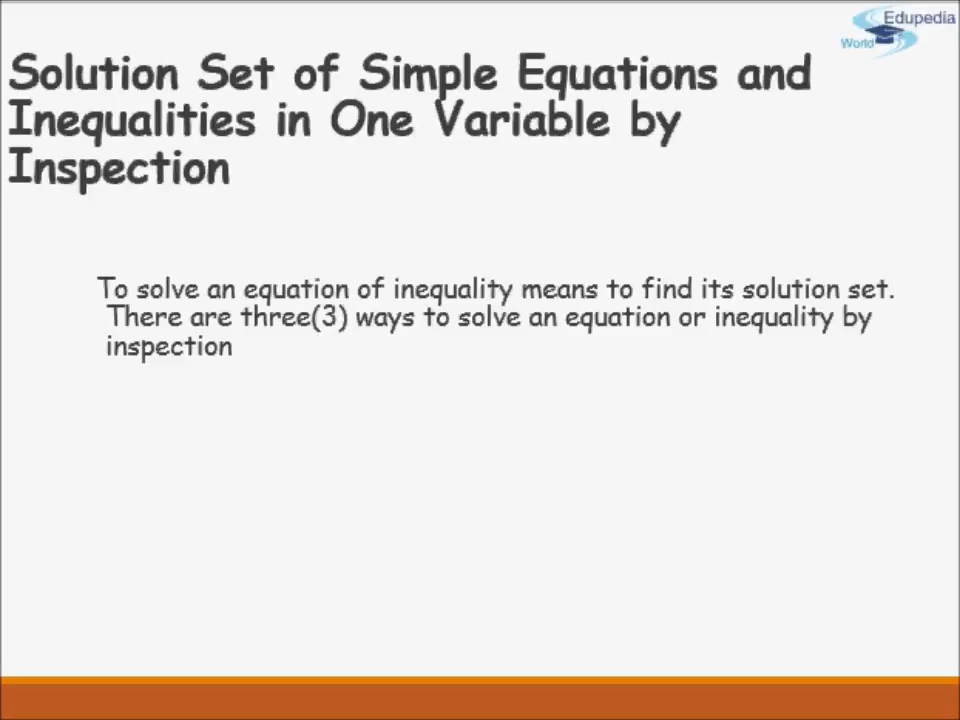 Edupedia
World
Solution Set of Simple Equations and
Inequalities in One Variable by
Inspection
To solve an equation of inequality means to find its solution set.
There are three(3) ways to solve an equation or inequality by
inspection